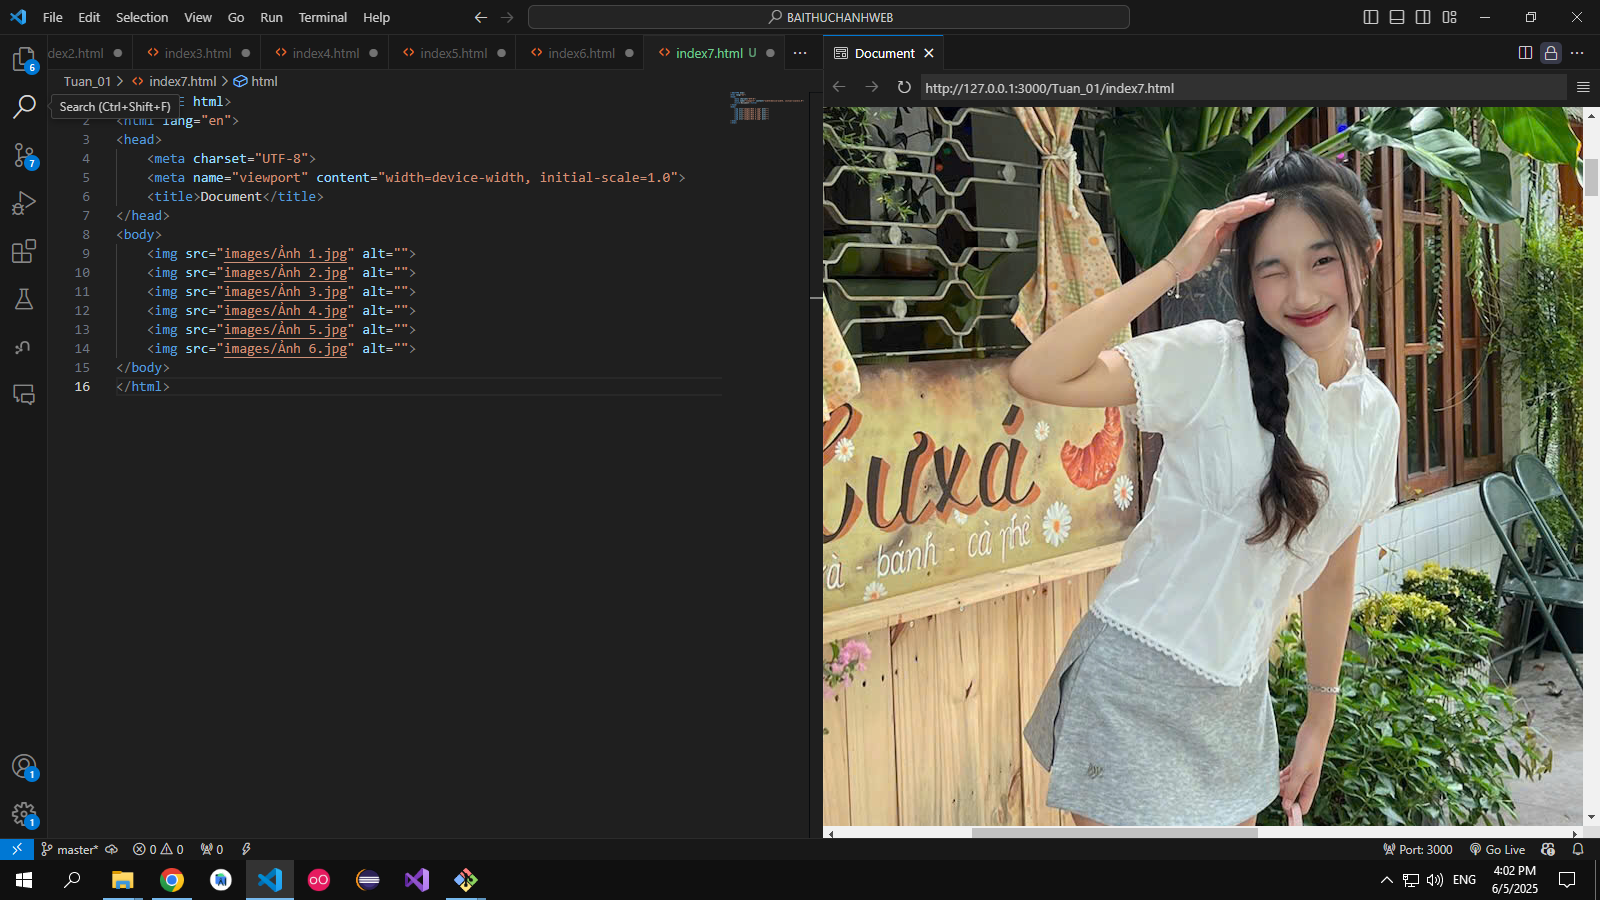 File Edit Selection View Go Run Terminal Help
BAITHUCHANHWEB
dex2.html
index3.html
index4.html
index5.html
index6.html
index7.html U
Document
Tuan_01 > index7.html > html
http://127.0.0.1:3000/Tuan_01/index7.html
Search (Ctrl+Shift+F)
html>
2 <html lang="en">
3 <head>
4 <meta charset="UTF-8">
5 <meta name="viewport" content="width=device-width, initial-scale=1.0">
6 <title>Document</title>
7 </head>
8 <body>
9 <img src="images/Ảnh 1.jpg" alt="">
10 <img src="images/Ảnh 2.jpg" alt="">
11 <img src="images/Ảnh 3.jpg" alt="">
12 <img src="images/Ảnh 4.jpg" alt="">
13 <img src="images/Ảnh 5.jpg" alt="">
14 <img src="images/Ảnh 6.jpg" alt="">
15 </body>
16 </html>
6
7
1
1
Lưxá
à - bánh - cà phê
master*
0 0
0
Port: 3000
Go Live
ENG
4:02 PM
6/5/2025